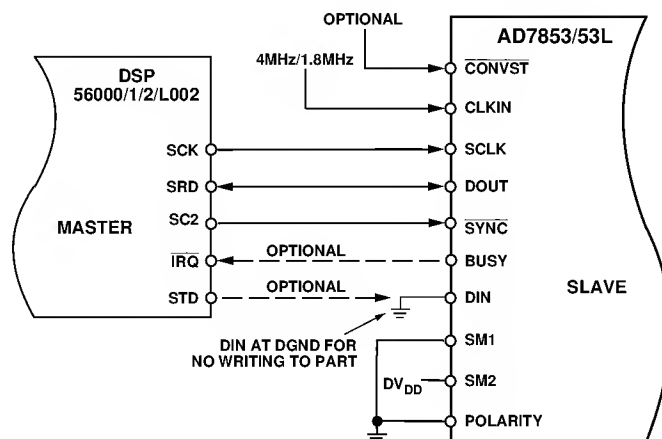 OPTIONAL
AD7853/53L
4MHz/1.8MHz
DSP
56000/1/2/L002
CONVST
CLKIN
SCK
SCLK
SRD
DOUT
MASTER
SC2
SYNC
IRQ
OPTIONAL
BUSY
SLAVE
STD
OPTIONAL
DIN
DIN AT DGND FOR
NO WRITING TO PART
SM1
DVDD
SM2
POLARITY